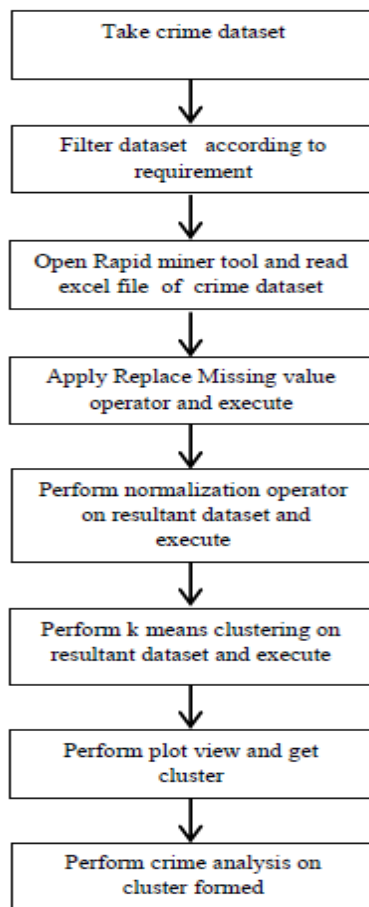 Take crime dataset
Filter dataset according to
requirement
Open Rapid miner tool and read
excel file of crime dataset
Apply Replace Missing value
operator and execute
Perform normalization operator
on resultant dataset and
execute
Perform k means clustering on
resultant dataset and execute
Perform plot view and get
cluster
Perform crime analysis on
cluster formed